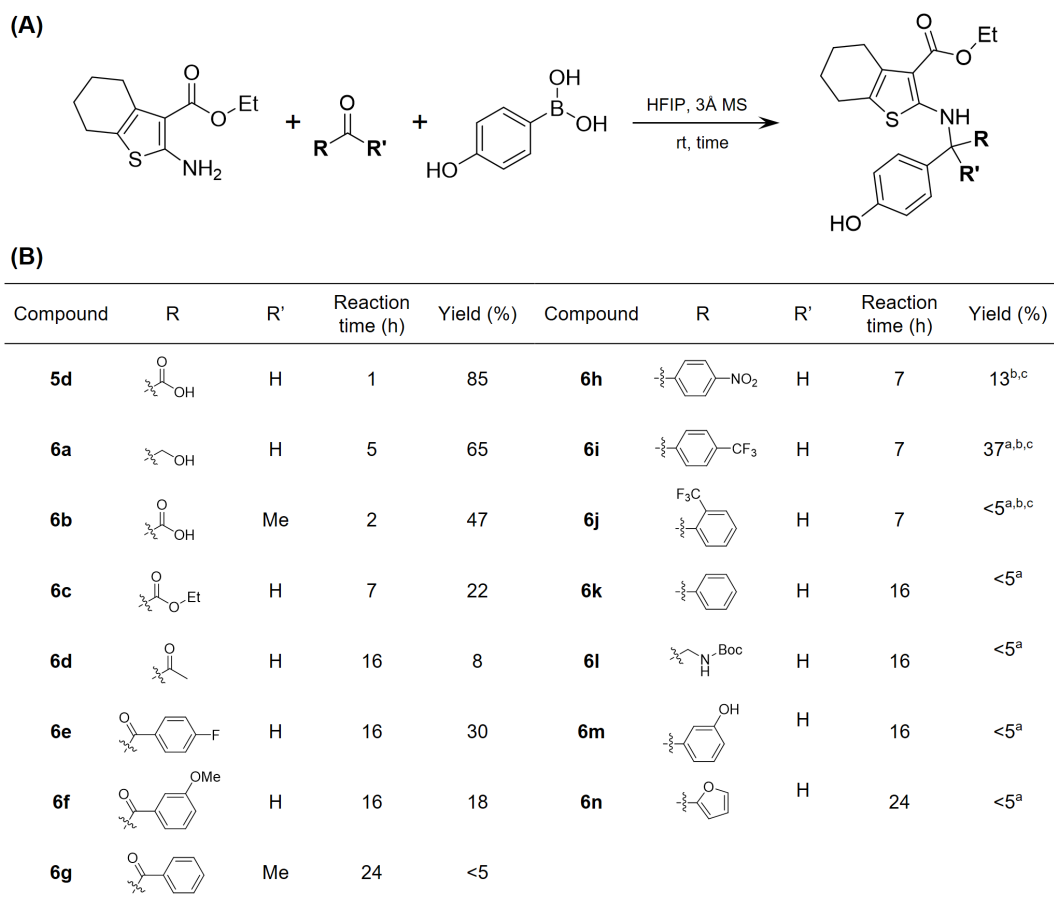 (A)
O
O Et
S NH2
+
O
R R'
+
OH
B
OH
HO
HFIP, 3Å MS
rt, time
O
Et
O
S
NH
R
R'
HO
(B)
Compound R R' Reaction time (h) Yield (%) Compound R R' Reaction time (h) Yield (%)
5d O OH H 1 85 6h NO2 H 7 13b,c
6a OH H 5 65 6i CF3 H 7 37a,b,c
6b O OH Me 2 47 6j F3C H 7 <5a,b,c
6c O O Et H 7 22 6k H 16 <5a
6d O H 16 8 6l N H Boc H 16 <5a
6e O F H 16 30 6m OH H 16 <5a
6f O OMe H 16 18 6n O H 24 <5a
6g O Me 24 <5